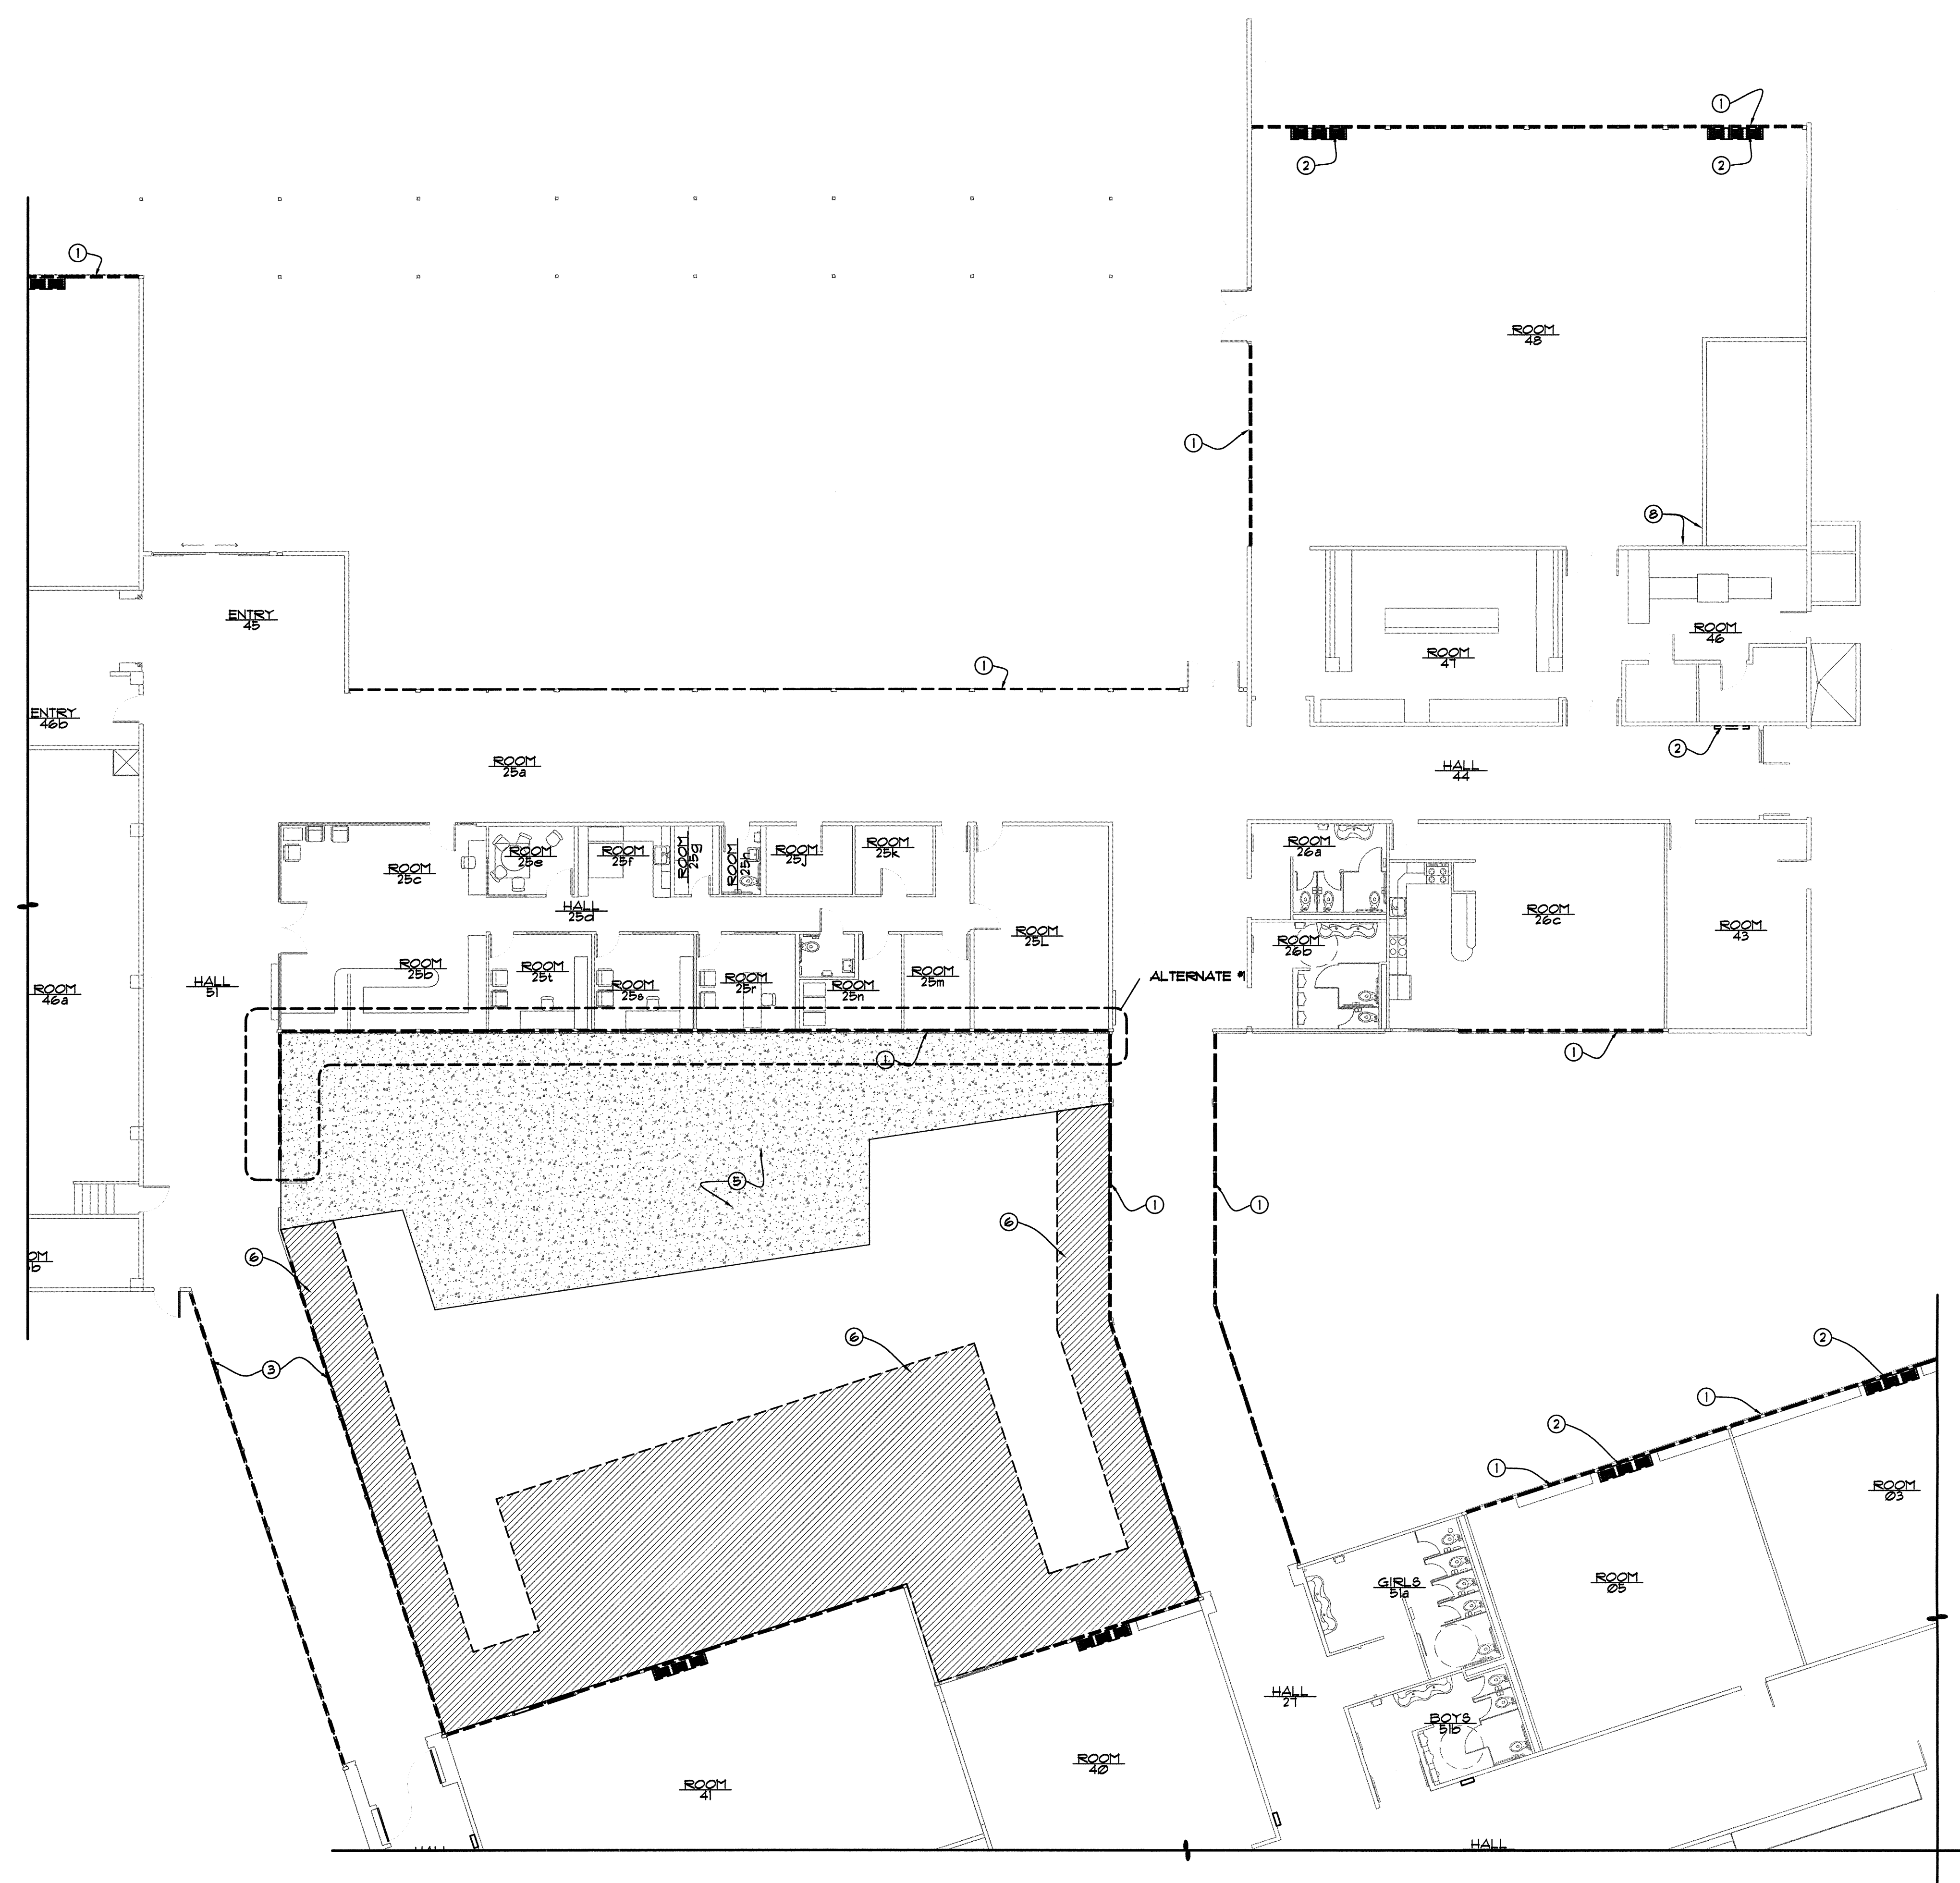 1
2
2
1
ROOM
48
1
8
ENTRY
45
ROOM
46
ROOM
47
1
ENTRY
46b
2
ROOM
25a
HALL
44
ROOM
25c
ROOM
25e
ROOM
25f
ROOM
25g
ROOM
25h
ROOM
25j
ROOM
25k
ROOM
26a
HALL
25d
ROOM
26c
ROOM
25L
ROOM
43
ROOM
26b
ROOM
25b
ROOM
25t
ROOM
25s
ROOM
25r
ROOM
25n
ROOM
25m
ALTERNATE #1
HALL
51
ROOM
46a
1
1
5
1
1
6
6
3
6
2
1
2
1
ROOM
03
GIRLS
51a
ROOM
05
HALL
27
BOYS
51b
ROOM
41
ROOM
40
HALL